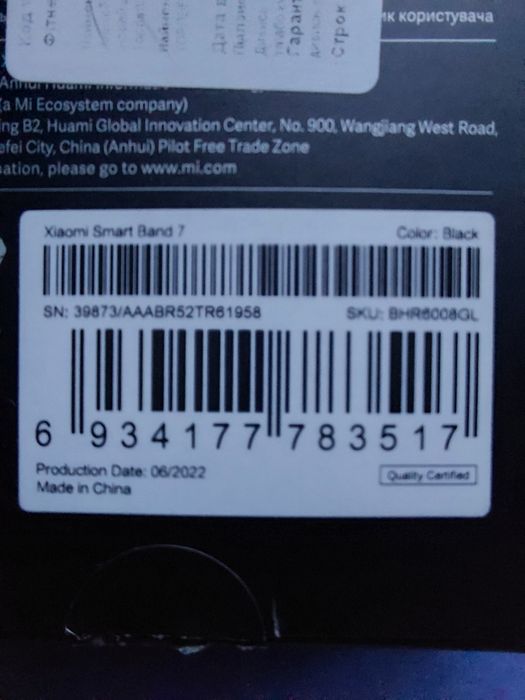 Гаран
Строк
ик користувача
(a Mi Ecosystem company)
ing B2, Huami Global Innovation Center, No. 900, Wangjiang West Road,
efei City, China (Anhui) Pilot Free Trade Zone
ation, please go to www.mi.com
Xiaomi Smart Band 7 Color: Black
SN: 39873/AAABR52TR61958 SKU: BHR6008GL
6 934177 783517
Production Date: 06/2022 Quality Certified
Made in China